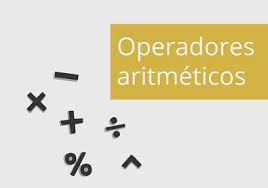 Operadores
aritméticos
−
×
+ ÷
% ^